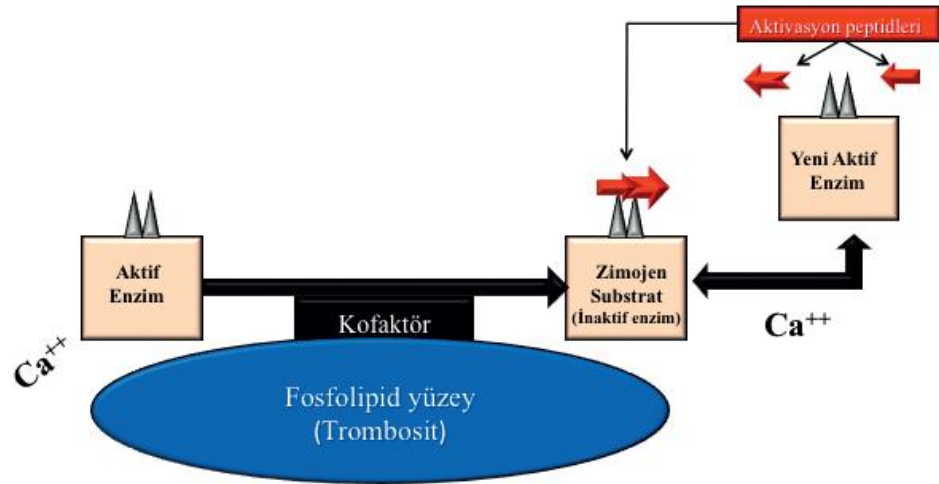 Aktivasyon peptidleri
Yeni Aktif
Enzim
Aktif
Enzim
Zimojen
Substrat
(İnaktif enzim)
Kofaktör
Ca++
Ca++
Fosfolipid yüzey
(Trombosit)